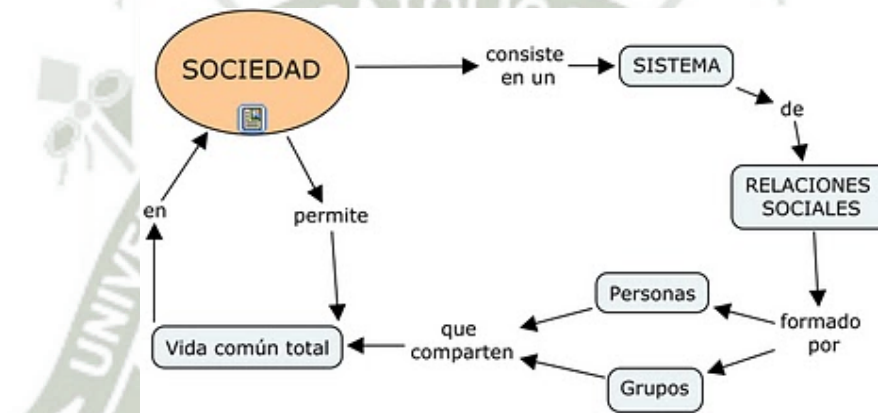 SOCIEDAD
consiste
en un
SISTEMA
de
RELACIONES
SOCIALES
formado
por
Personas
Grupos
que
comparten
Vida común total
en
permite